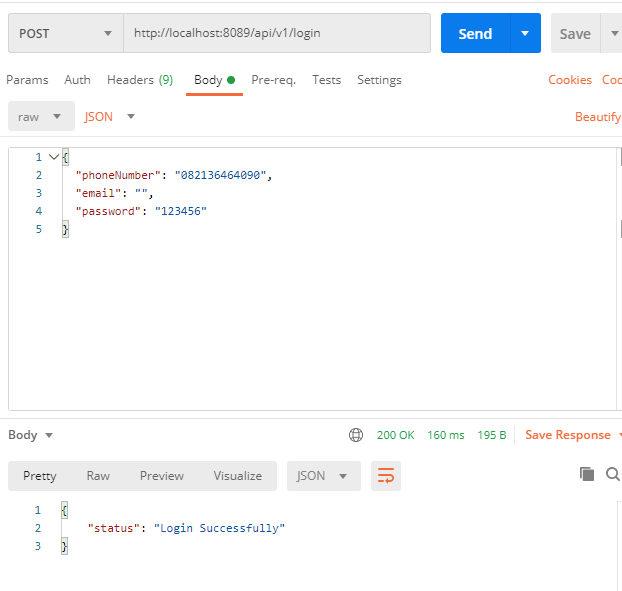 POST http://localhost:8089/api/v1/login Send Save
Params Auth Headers (9) Body Pre-req. Tests Settings Cookies
raw JSON Beautify
1 {
2 "phoneNumber": "082136464090",
3 "email": "",
4 "password": "123456"
5 }
Body 200 OK 160 ms 195 B Save Response
Pretty Raw Preview Visualize JSON
1 {
2 "status": "Login Successfully"
3 }